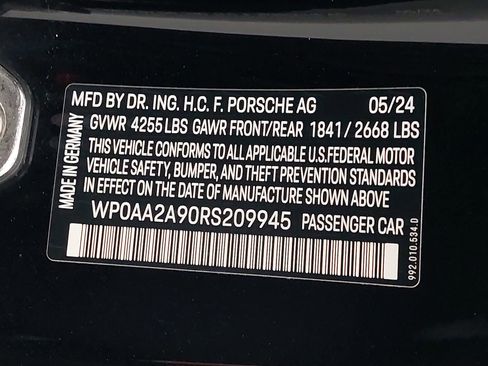 MFD BY DR. ING. H.C. F. PORSCHE AG 05/24
GVWR 4255 LBS GAWR FRONT/REAR 1841 / 2668 LBS
THIS VEHICLE CONFORMS TO ALL APPLICABLE U.S. FEDERAL MOTOR
VEHICLE SAFETY, BUMPER, AND THEFT PREVENTION STANDARDS
IN EFFECT ON THE DATE OF MANUFACTURE SHOWN ABOVE
WP0AA2A90RS209945 PASSENGER CAR
MADE IN GERMANY
992.010.534.0